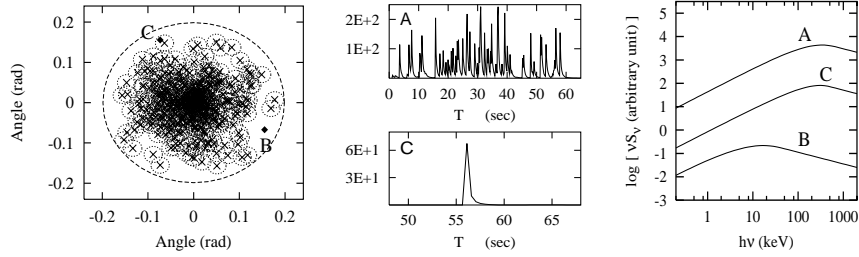 0.2
0.1
0
-0.1
-0.2
Angle (rad)
C
B
-0.2 -0.1 0.0 0.1 0.2
Angle (rad)
A
2E+2
1E+2
0 10 20 30 40 50 60
T (sec)
C
6E+1
3E+1
50 55 60 65
T (sec)
5
4
3
2
1
0
-1
-2
-3
log [ νSν (arbitrary unit) ]
A
C
B
1 10 100 1000
hν (keV)